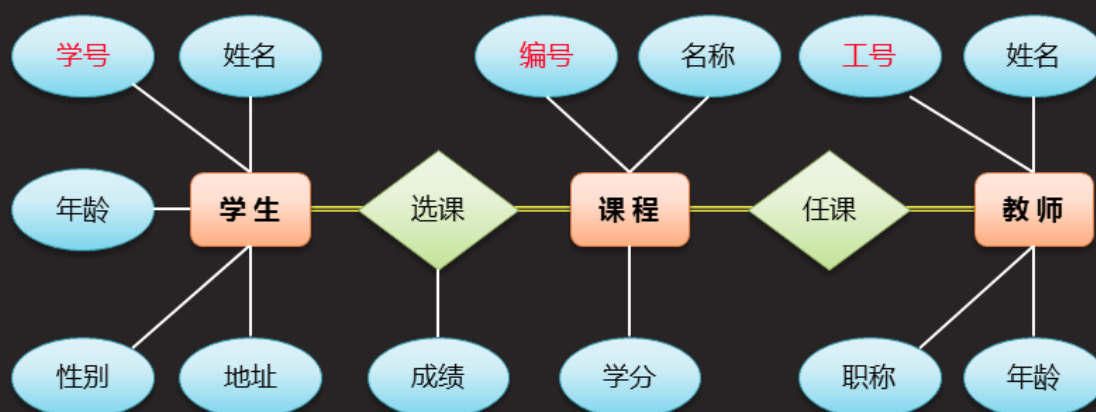 学号 姓名 编号 名称 工号 姓名
年龄 学生 选课 课程 任课 教师
性别 地址 成绩 学分 职称 年龄